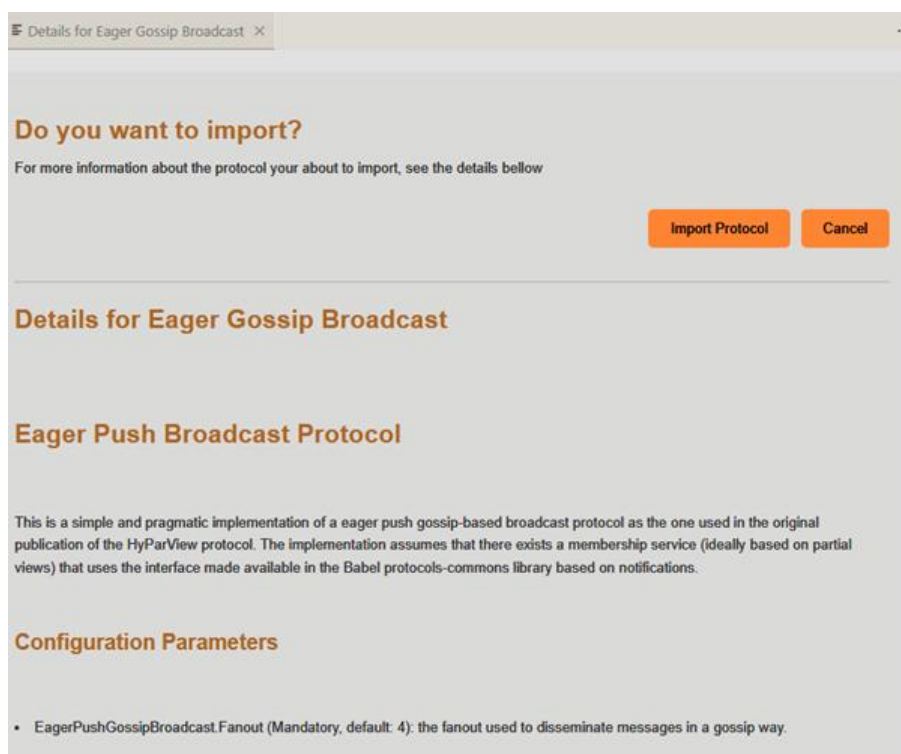 Details for Eager Gossip Broadcast
Do you want to import?
For more information about the protocol your about to import, see the details bellow
Import Protocol Cancel
Details for Eager Gossip Broadcast
Eager Push Broadcast Protocol
This is a simple and pragmatic implementation of a eager push gossip-based broadcast protocol as the one used in the original
publication of the HyParView protocol. The implementation assumes that there exists a membership service (ideally based on partial
views) that uses the interface made available in the Babel protocols-commons library based on notifications.
Configuration Parameters
• EagerPushGossipBroadcast.Fanout (Mandatory, default: 4): the fanout used to disseminate messages in a gossip way.